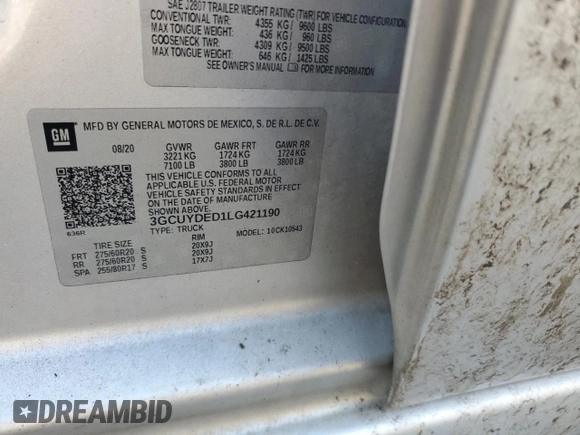 SAE J2807 TRAILER WEIGHT RATING (TWR) FOR VEHICLE CONFIGURATION
CONVENTIONAL TWR: 4355 KG / 9600 LBS
MAX TONGUE WEIGHT: 436 KG / 960 LBS
GOOSENECK TWR: 4309 KG / 9500 LBS
MAX TONGUE WEIGHT: 646 KG / 1425 LBS
SEE OWNER'S MANUAL FOR MORE INFORMATION
GM MFD BY GENERAL MOTORS DE MEXICO, S. DE R.L. DE C.V.
08/20 GVWR GAWR FRT GAWR RR
3221 KG 1724 KG 1724 KG
7100 LB 3800 LB 3800 LB
THIS VEHICLE CONFORMS TO ALL
APPLICABLE U.S. FEDERAL MOTOR
VEHICLE SAFETY STANDARDS IN EFFECT
ON THE DATE OF MANUFACTURE
SHOWN ABOVE.
3GCUYDED1LG421190
636R TYPE: TRUCK MODEL: 10CK10543
TIRE SIZE RIM
FRT 275/60R20 S 20X9J
RR 275/60R20 S 20X9J
SPA 255/80R17 S 17X7J
DREAMBID